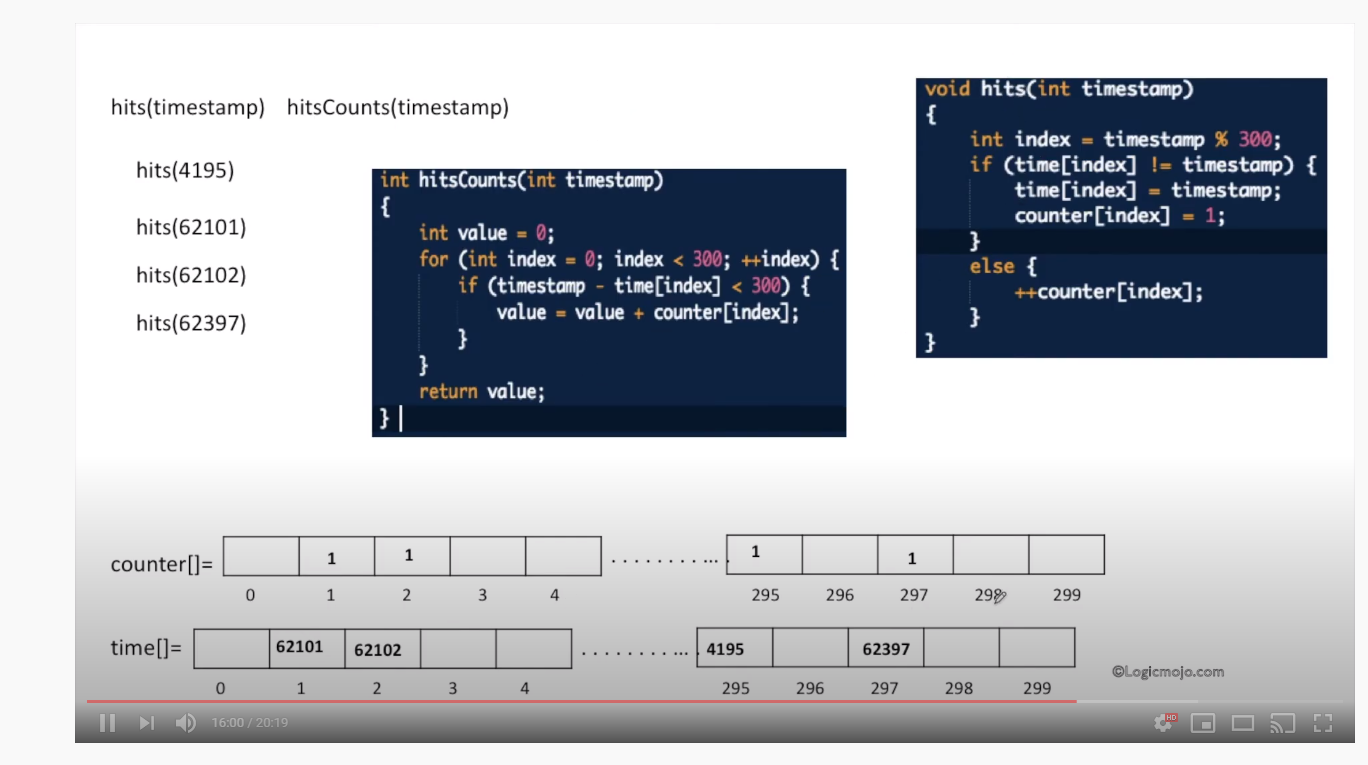 hits(timestamp) hitsCounts(timestamp)
hits(4195)
hits(62101)
hits(62102)
hits(62397)
int hitsCounts(int timestamp)
{
int value = 0;
for (int index = 0; index < 300; ++index) {
if (timestamp - time[index] < 300) {
value = value + counter[index];
}
}
return value;
}
void hits(int timestamp)
{
int index = timestamp % 300;
if (time[index] != timestamp) {
time[index] = timestamp;
counter[index] = 1;
}
else {
++counter[index];
}
}
counter[]= 1 1 . . . . . . . . ... . 1 1
0 1 2 3 4 295 296 297 298 299
time[]= 62101 62102 . . . . . . . . ... . 4195 62397
0 1 2 3 4 295 296 297 298 299
©Logicmojo.com
16:00 / 20:19
HD